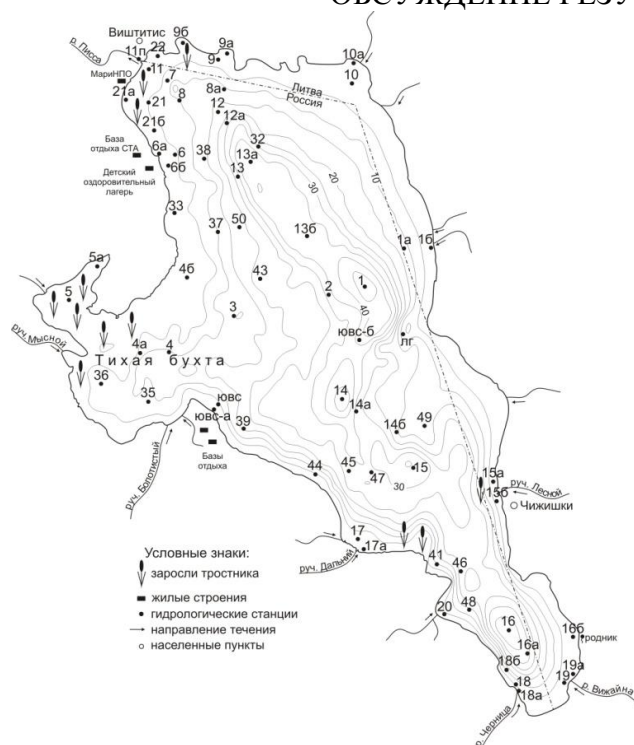 ОБСУЖДЕНИЕ РЕЗУ
Виштитис
р. Писса
11п
22
9б
9а
9
10а
10
11
7
МариНПО
21а
21
8
8а
Литва
Россия
12
12а
21б
База
отдыха СТА
6а
6
6б
38
32
13а
13
30
20
10
Детский
оздоровительный
лагерь
33
37
50
13б
1а
1б
5а
5
4б
43
2
1
40
3
ювс-б
лг
руч. Мысной
4а
4
Тихая бухта
36
35
14
14а
ювс
ювс-а
39
14б
49
Базы
отдыха
руч. Болотистый
44
45
47
15
30
15а
руч. Лесной
15б
Чижишки
17
17а
руч. Дальний
41
46
Условные знаки:
заросли тростника
жилые строения
гидрологические станции
направление течения
населенные пункты
20
48
16
16б
родник
16а
18б
19а
19
р. Вижайна
18
18а
р. Черница